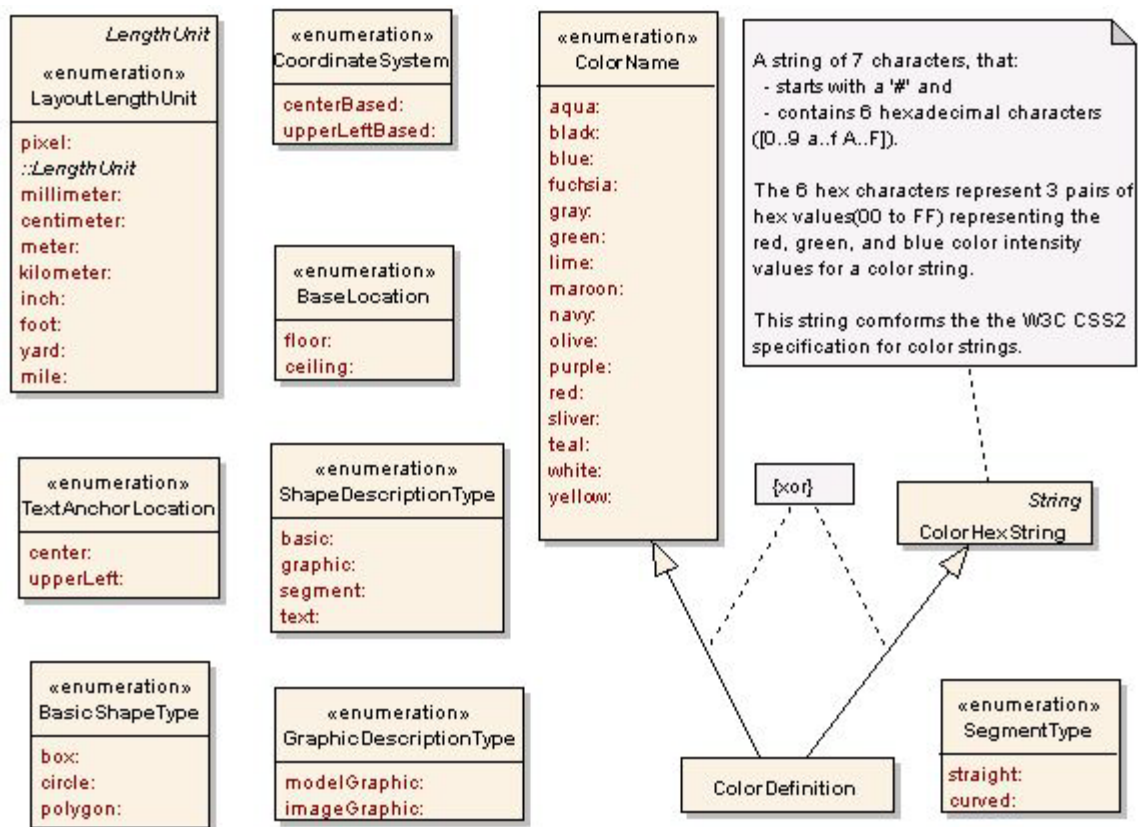 LengthUnit
«enumeration»
LayoutLengthUnit
pixel:
::LengthUnit
millimeter:
centimeter:
meter:
kilometer:
inch:
foot:
yard:
mile:
«enumeration»
CoordinateSystem
centerBased:
upperLeftBased:
«enumeration»
BaseLocation
floor:
ceiling:
«enumeration»
ColorName
aqua:
black:
blue:
fuchsia:
gray:
green:
lime:
maroon:
navy:
olive:
purple:
red:
sliver:
teal:
white:
yellow:
A string of 7 characters, that:
- starts with a '#' and
- contains 6 hexadecimal characters
([0..9 a..f A..F]).
The 6 hex characters represent 3 pairs of
hex values(00 to FF) representing the
red, green, and blue color intensity
values for a color string.
This string comforms the the W3C CSS2
specification for color strings.
«enumeration»
TextAnchorLocation
center:
upperLeft:
«enumeration»
ShapeDescriptionType
basic:
graphic:
segment:
text:
{xor}
String
ColorHexString
«enumeration»
BasicShapeType
box:
circle:
polygon:
«enumeration»
GraphicDescriptionType
modelGraphic:
imageGraphic:
ColorDefinition
«enumeration»
SegmentType
straight:
curved: